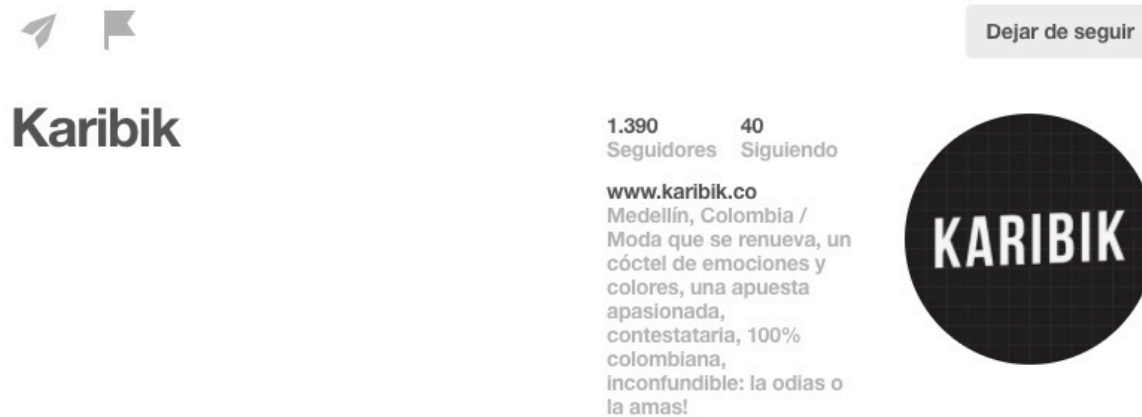 Dejar de seguir
Karibik
1.390 40
Seguidores Siguiendo
www.karibik.co
Medellín, Colombia /
Moda que se renueva, un
cóctel de emociones y
colores, una apuesta
apasionada,
contestataria, 100%
colombiana,
inconfundible: la odias o
la amas!
KARIBIK